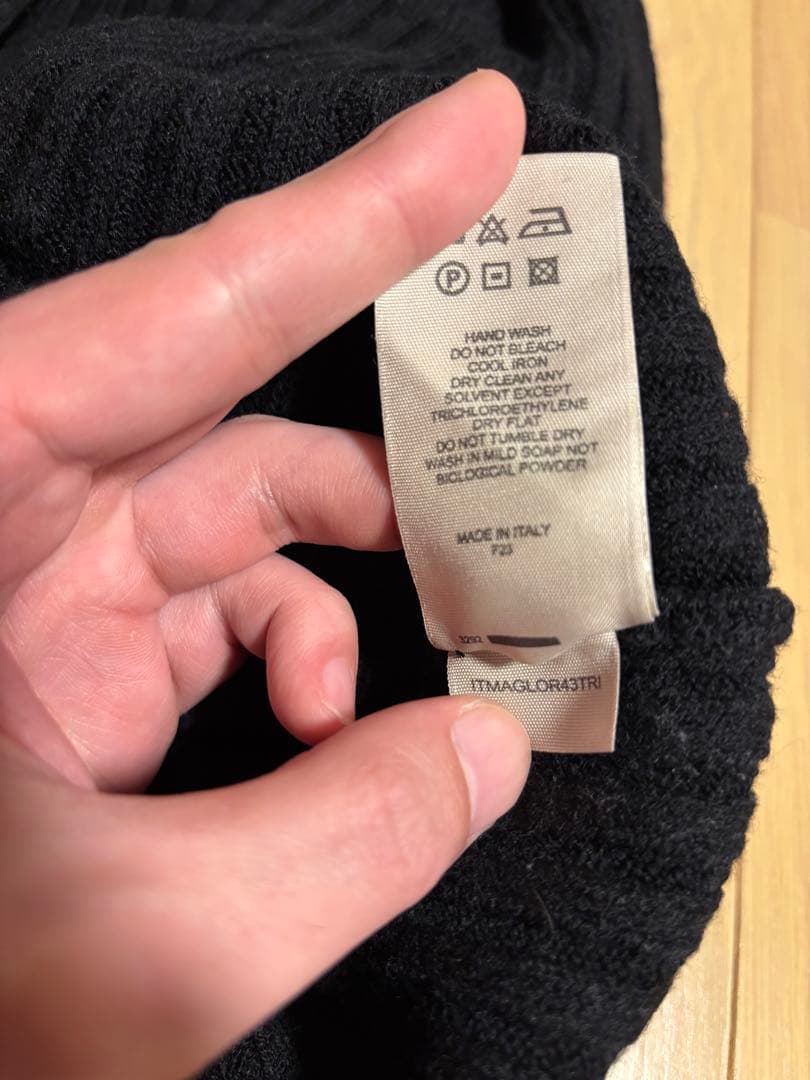 P
HAND WASH
DO NOT BLEACH
COOL IRON
DRY CLEAN ANY
SOLVENT EXCEPT
TRICHLOROETHYLENE
DRY FLAT
DO NOT TUMBLE DRY
WASH IN MILD SOAP NOT
BIOLOGICAL POWDER
MADE IN ITALY
F23
3292
ITMAGLOR43TRI